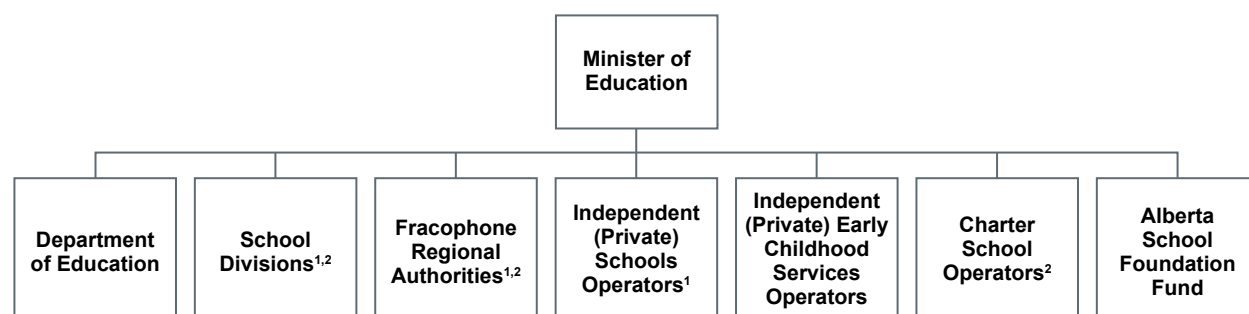 Minister of
Education
Department
of Education
School
Divisions1,2
Fracophone
Regional
Authorities1,2
Independent
(Private)
Schools
Operators1
Independent
(Private) Early
Childhood
Services
Operators
Charter
School
Operators2
Alberta
School
Foundation
Fund